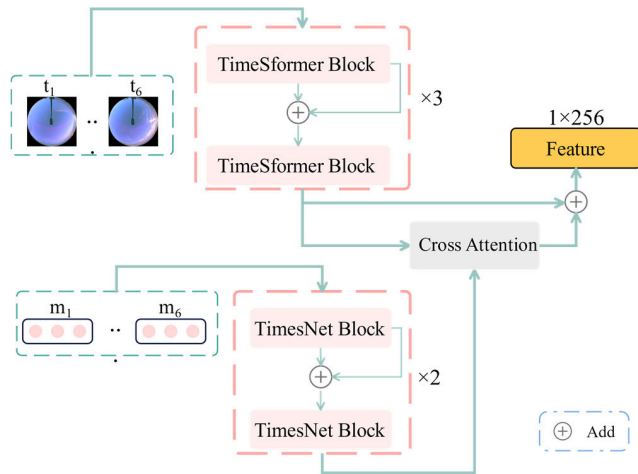 TimeSformer Block
t1
t6
..
.
×3
1×256
Feature
TimeSformer Block
Cross Attention
m1
m6
..
.
TimesNet Block
×2
TimesNet Block
Add